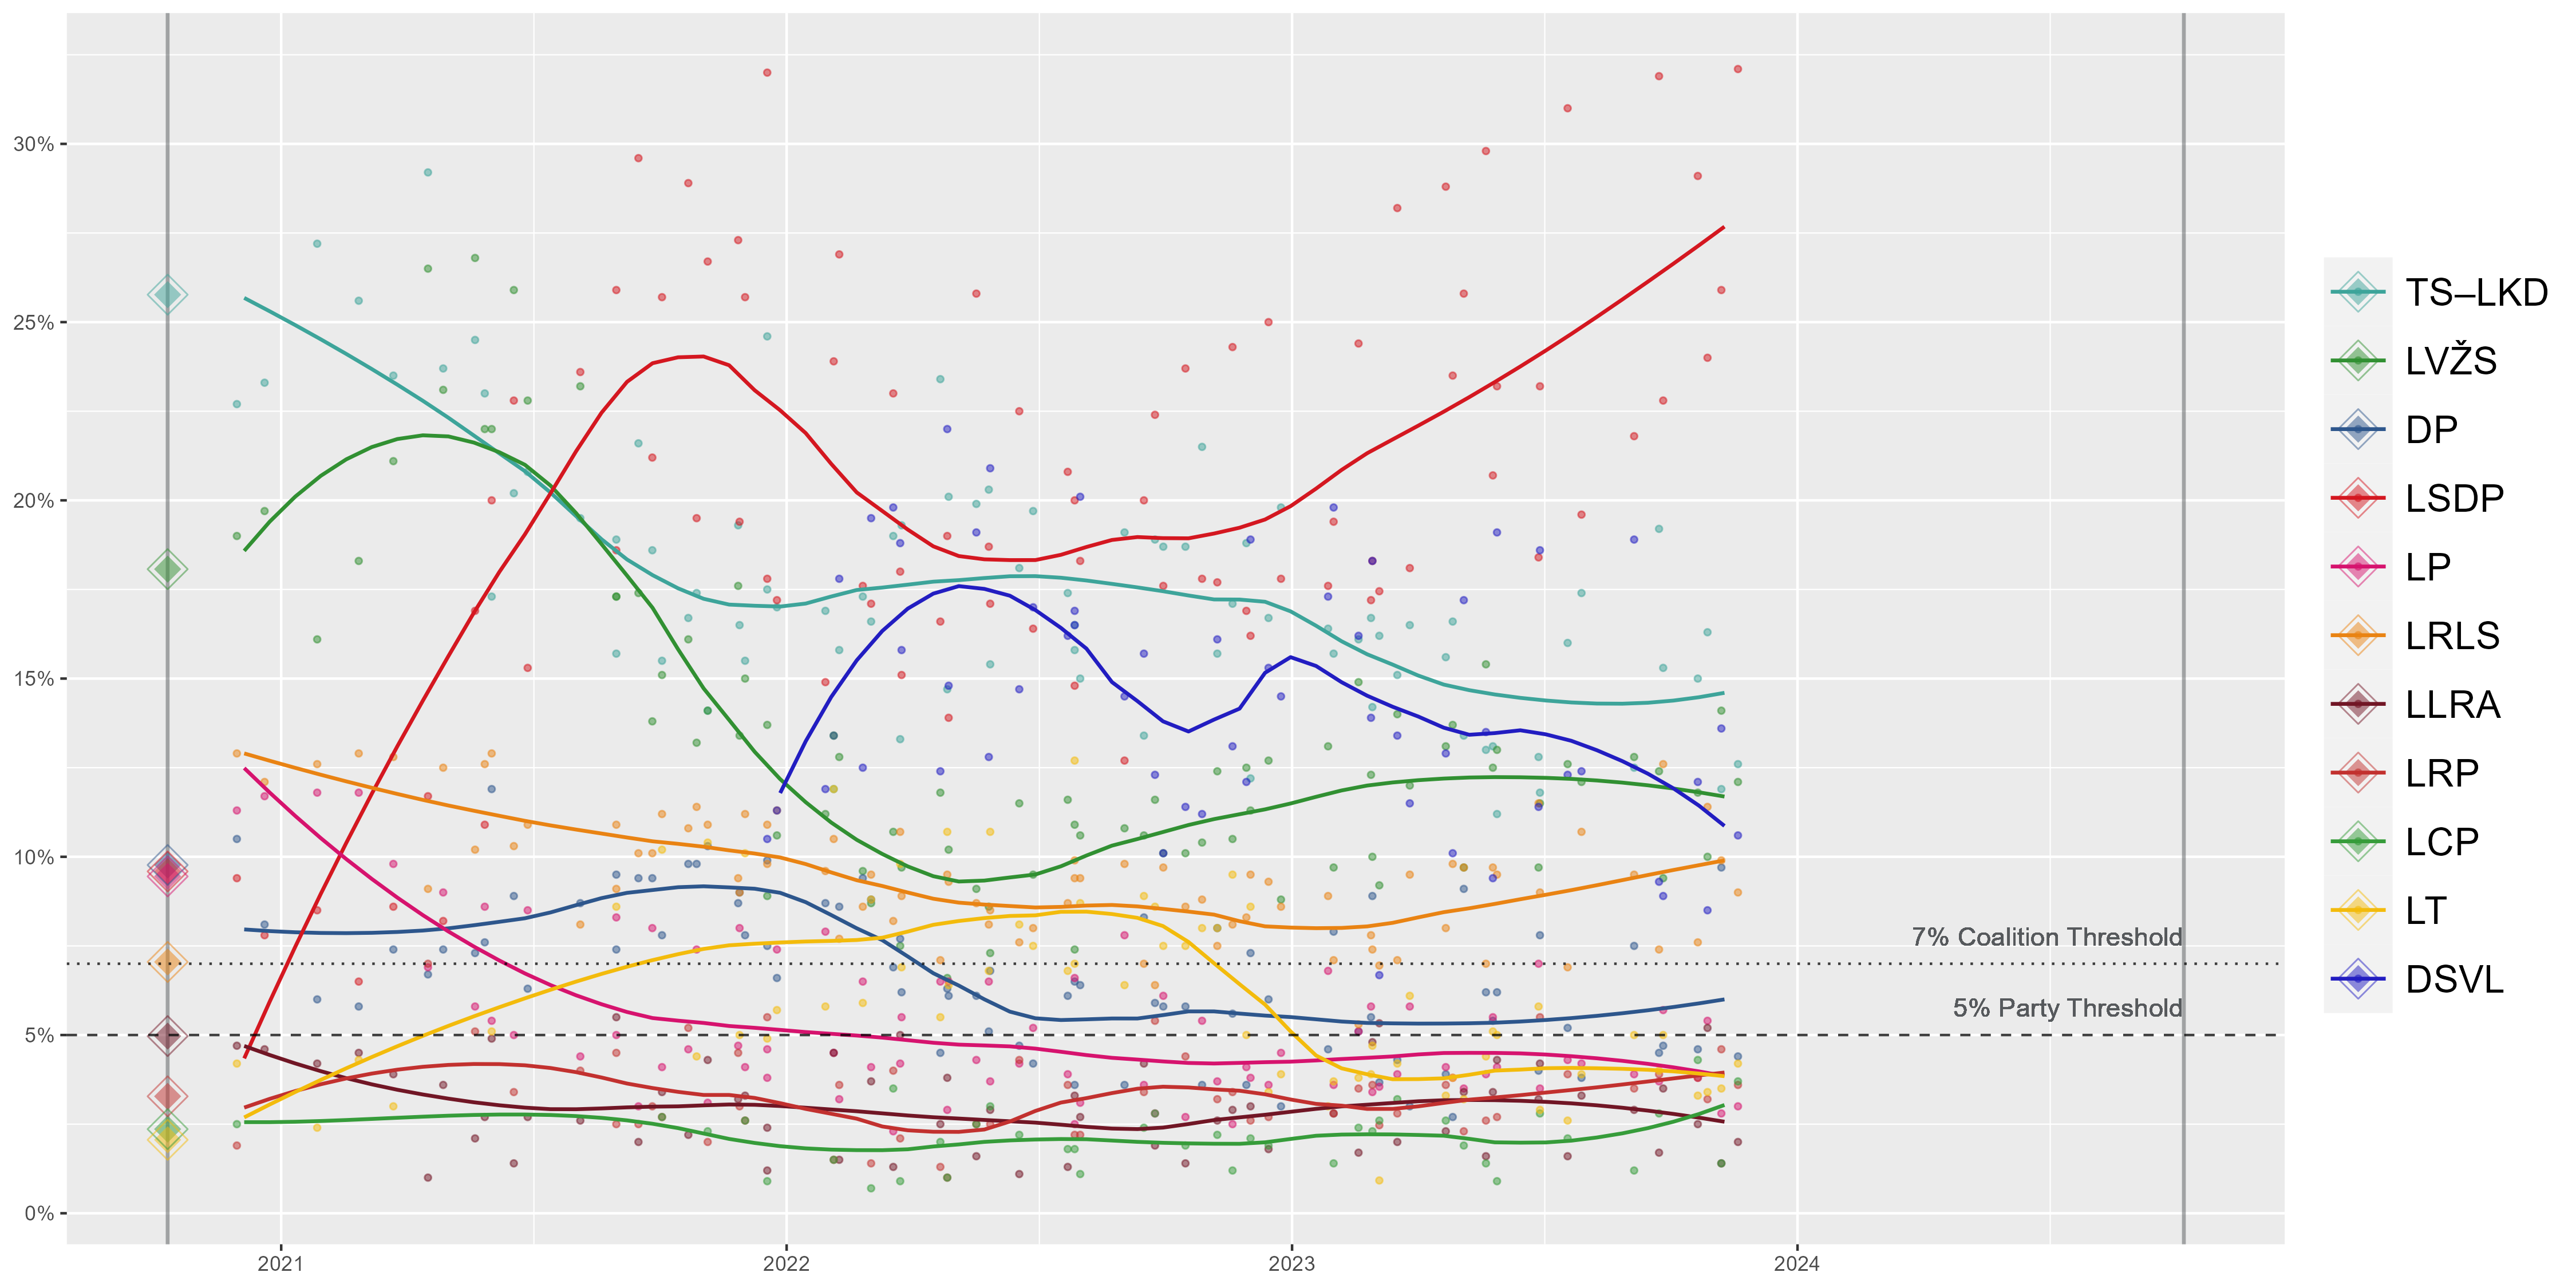 30%
25%
20%
15%
10%
5%
0%
7% Coalition Threshold
5% Party Threshold
2021
2022
2023
2024
TS–LKD
LVŽS
DP
LSDP
LP
LRLS
LLRA
LRP
LCP
LT
DSVL